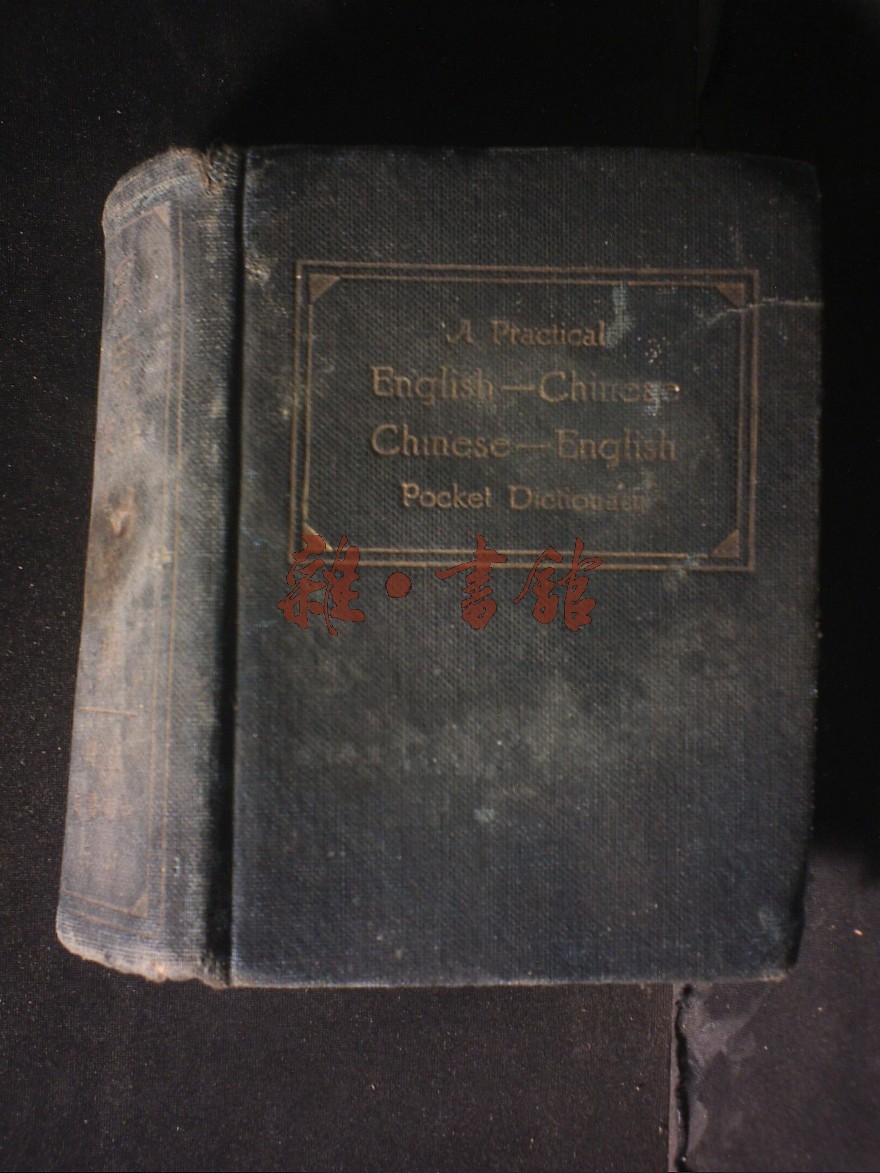 A Practical
English—Chinese
Chinese—English
Pocket Dictionary
雜·書館